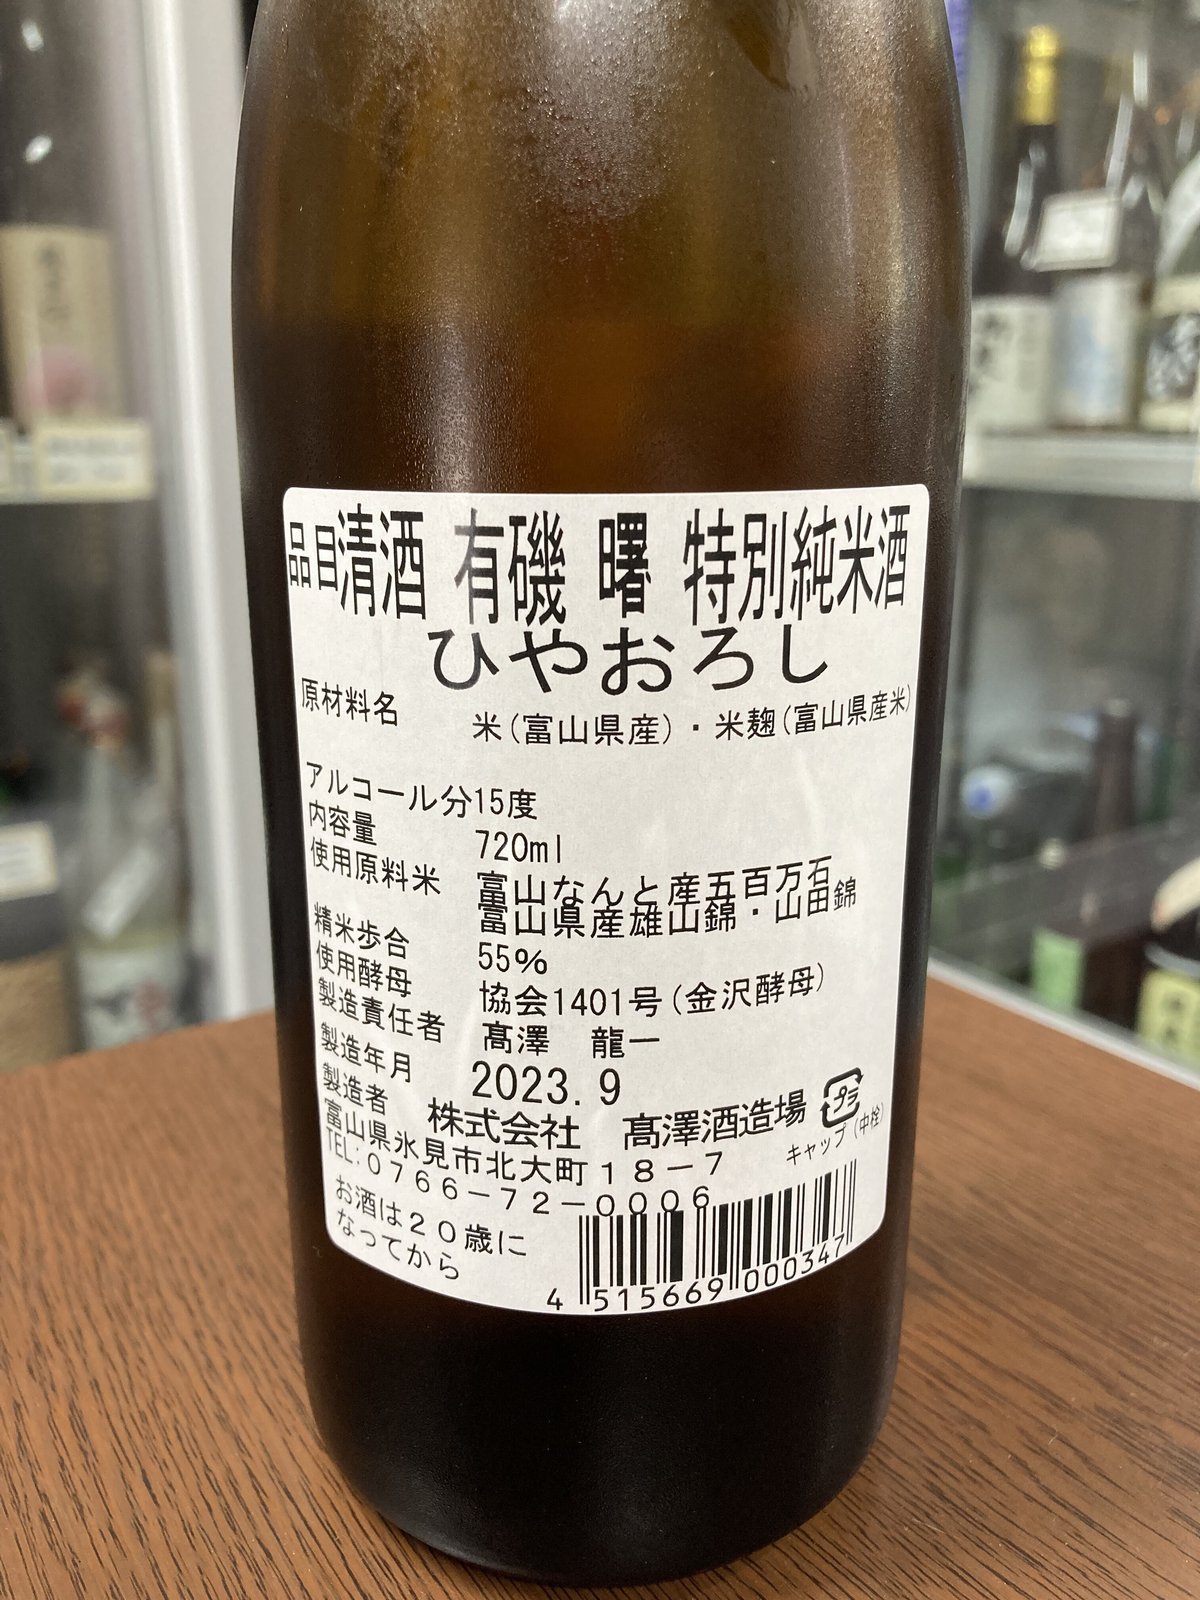 品目清酒 有磯 曙 特別純米酒
ひやおろし
原材料名 米(富山県産)・米麹(富山県産米)
アルコール分15度
内容量 720ml
使用原料米 富山なんと産五百万石
富山県産雄山錦・山田錦
精米歩合 55%
使用酵母 協会1401号(金沢酵母)
製造責任者 髙澤 龍一
製造年月 2023.9
製造者 株式会社 髙澤酒造場
プラ
キャップ(中栓)
富山県氷見市北大町18-7
TEL:0766-72-0006
お酒は20歳に
なってから
4 515669 000347